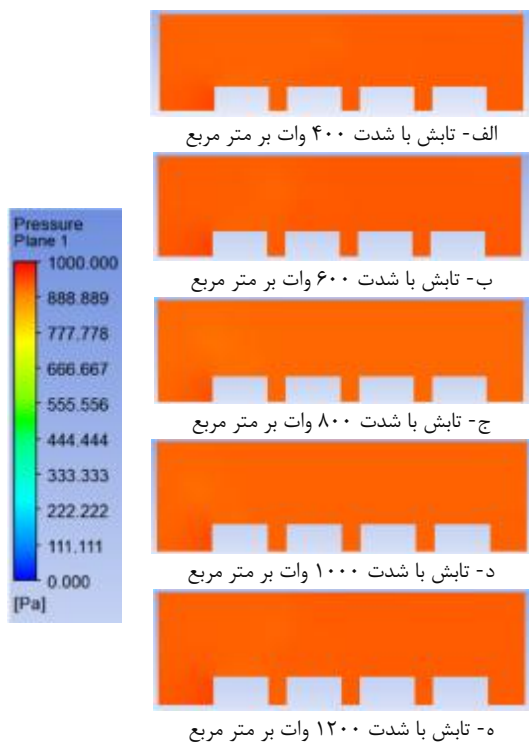 الف- تابش با شدت ۴۰۰ وات بر متر مربع
ب- تابش با شدت ۶۰۰ وات بر متر مربع
Pressure
Plane 1
1000.000
888.889
777.778
666.667
555.556
444.444
333.333
222.222
111.111
0.000
[Pa]
ج- تابش با شدت ۸۰۰ وات بر متر مربع
د- تابش با شدت ۱۰۰۰ وات بر متر مربع
ه- تابش با شدت ۱۲۰۰ وات بر متر مربع